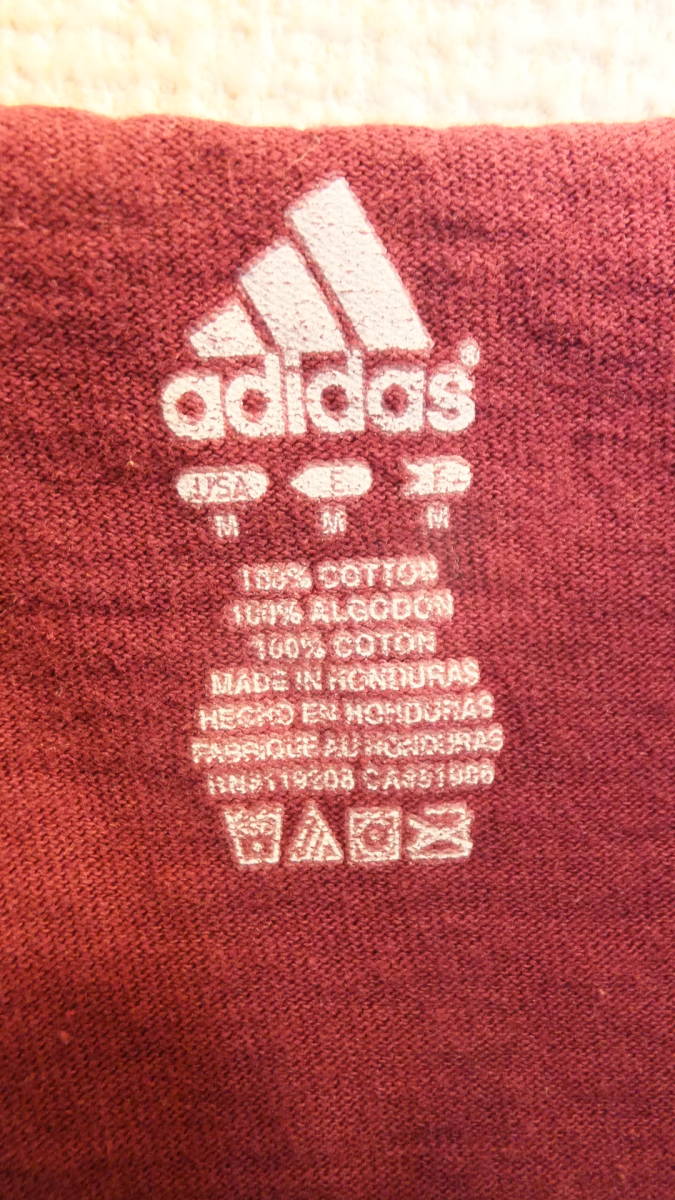 adidas®
USA E F
M M M
100% COTTON
100% ALGODON
100% COTON
MADE IN HONDURAS
HECHO EN HONDURAS
FABRIQUE AU HONDURAS
RN#119208